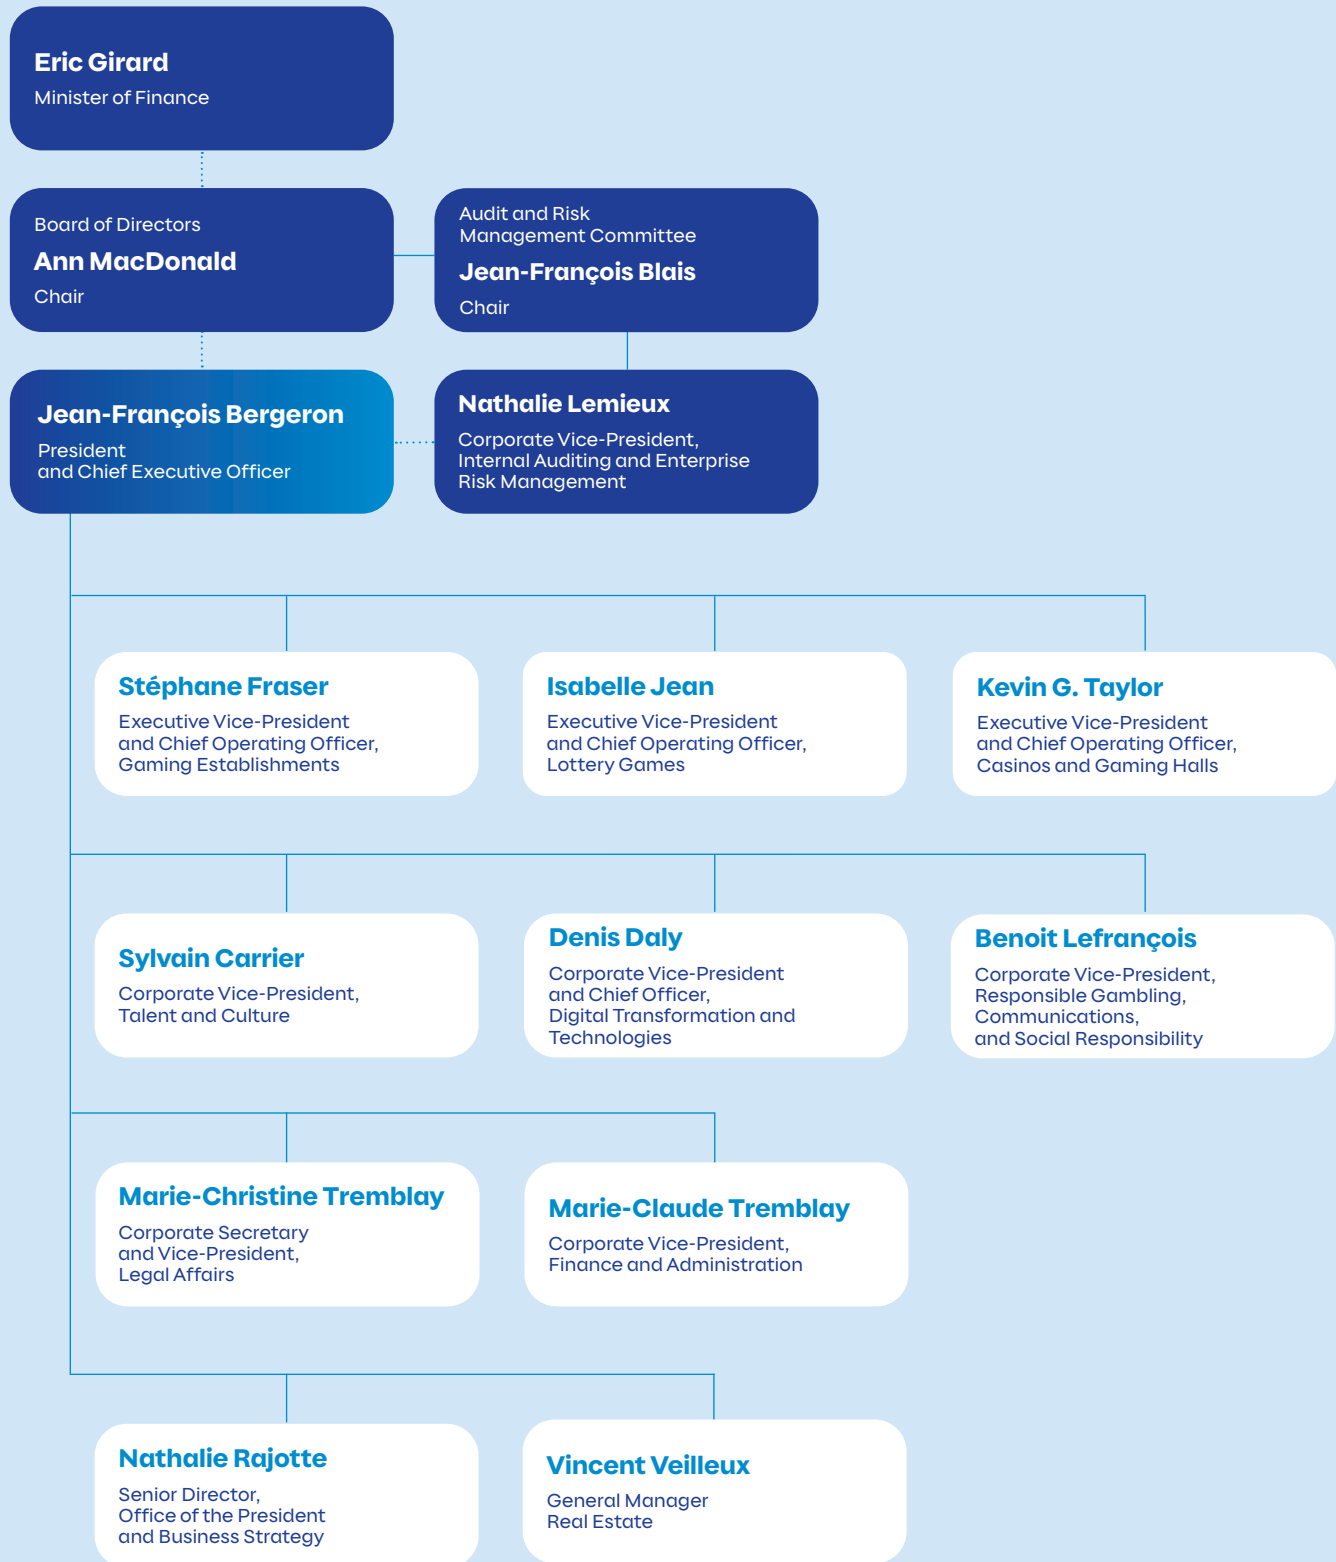 Eric Girard
Minister of Finance
Board of Directors
Ann MacDonald
Chair
Audit and Risk
Management Committee
Jean-François Blais
Chair
Jean-François Bergeron
President
and Chief Executive Officer
Nathalie Lemieux
Corporate Vice-President,
Internal Auditing and Enterprise
Risk Management
Stéphane Fraser
Executive Vice-President
and Chief Operating Officer,
Gaming Establishments
Isabelle Jean
Executive Vice-President
and Chief Operating Officer,
Lottery Games
Kevin G. Taylor
Executive Vice-President
and Chief Operating Officer,
Casinos and Gaming Halls
Sylvain Carrier
Corporate Vice-President,
Talent and Culture
Denis Daly
Corporate Vice-President
and Chief Officer,
Digital Transformation and
Technologies
Benoit Lefrançois
Corporate Vice-President,
Responsible Gambling,
Communications,
and Social Responsibility
Marie-Christine Tremblay
Corporate Secretary
and Vice-President,
Legal Affairs
Marie-Claude Tremblay
Corporate Vice-President,
Finance and Administration
Nathalie Rajotte
Senior Director,
Office of the President
and Business Strategy
Vincent Veilleux
General Manager
Real Estate